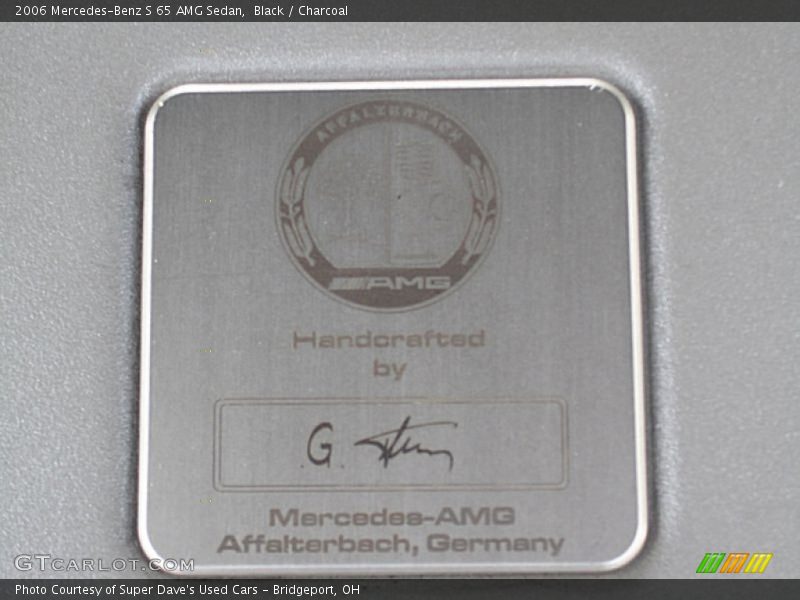 2006 Mercedes-Benz S 65 AMG Sedan,  Black / Charcoal
AFFALTERBACH
AMG
Handcrafted
by
G.
Mercedes-AMG
Affalterbach, Germany
GTCARLOT.COM
Photo Courtesy of Super Dave's Used Cars - Bridgeport, OH